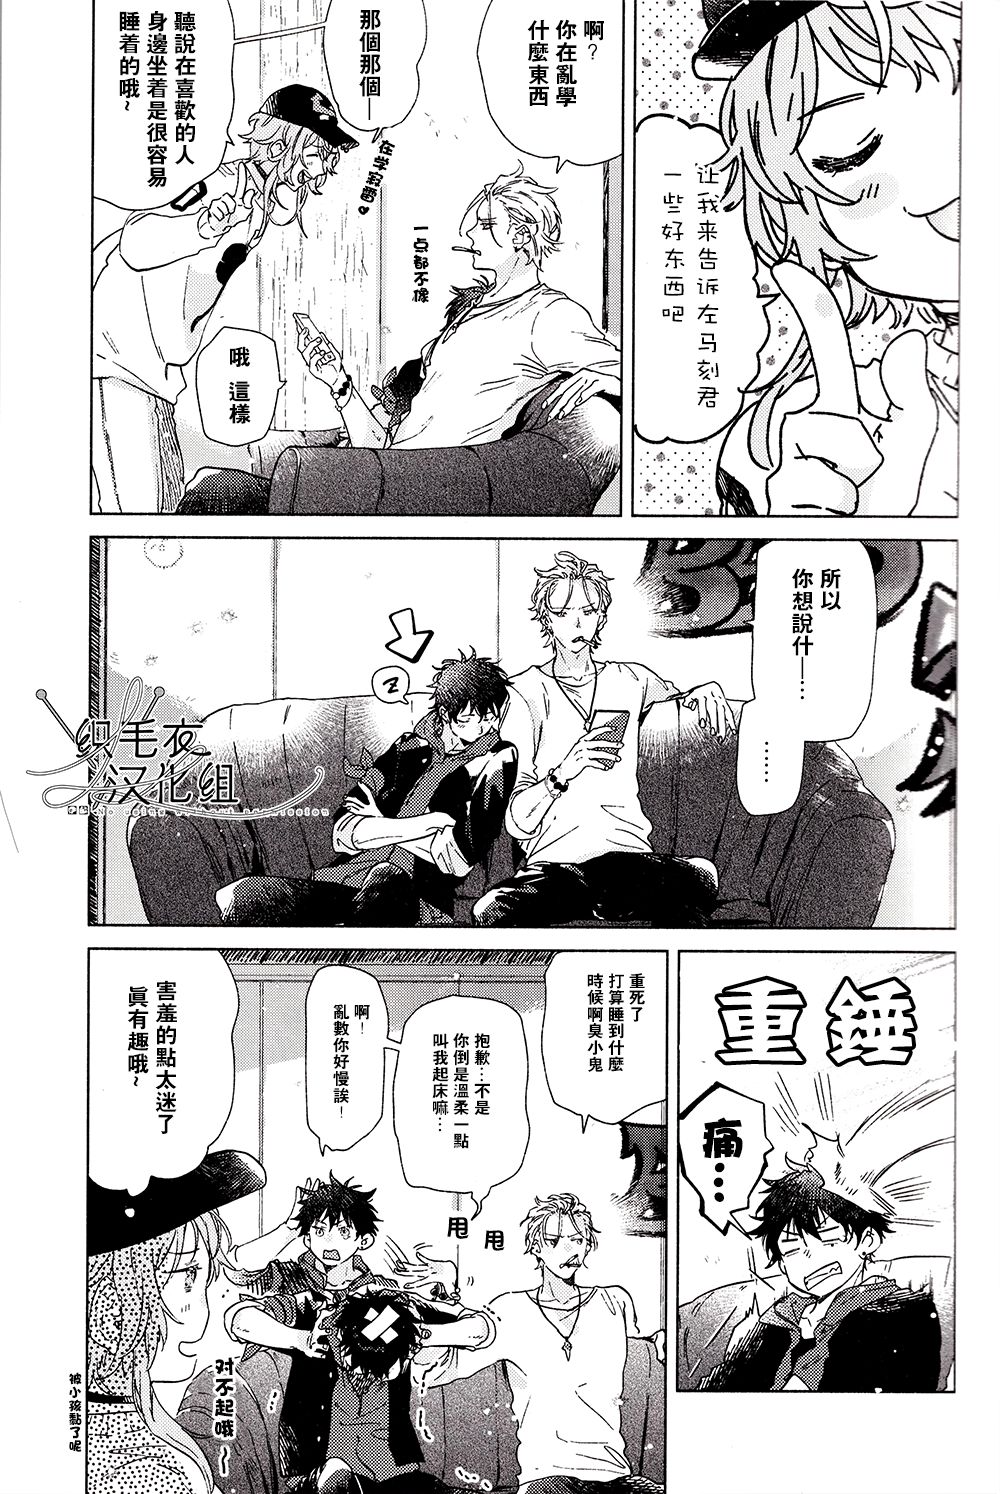 让我来告诉左马刻君
一些好东西吧
啊?
你在亂學
什麼東西
那個那個—
在学寂雷♥
一点都不像
聽說在喜歡的人
身邊坐着是很容易
睡着的哦~
哦 這樣
所以
你想說什—……
……
Z
织毛衣
汉化组
重錘
痛…
重死了
打算睡到什麼
時候啊臭小鬼
抱歉…不是
你倒是溫柔一點
叫我起床嘛…
甩 甩
啊!
亂數你好慢誒!
对不起哦~
害羞的點太迷了
真有趣哦~
被小孩黏了呢